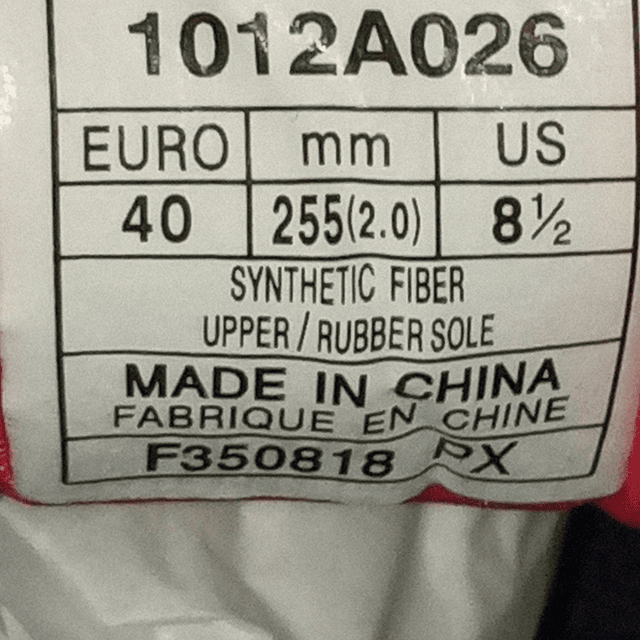 1012A026
EURO mm US
40 255(2.0) 8½
SYNTHETIC FIBER
UPPER/RUBBER SOLE
MADE IN CHINA
FABRIQUE EN CHINE
F350818 PX